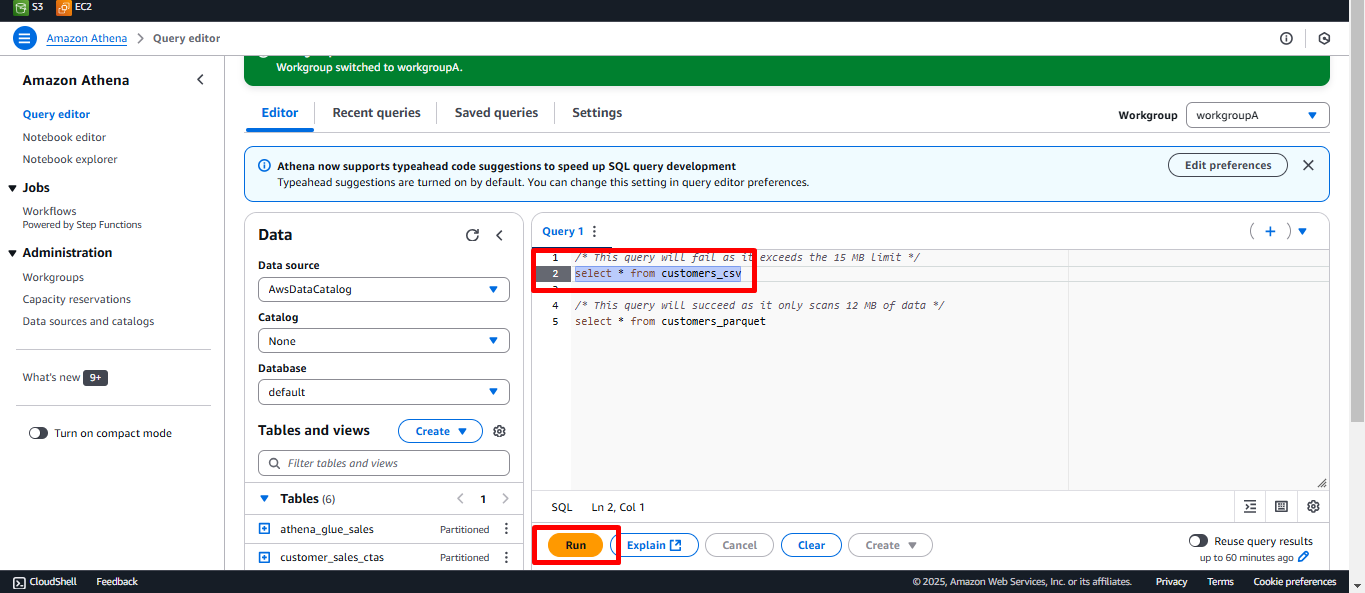 S3 EC2
Amazon Athena > Query editor
Workgroup switched to workgroupA.
Amazon Athena
Query editor
Notebook editor
Notebook explorer
Jobs
Workflows
Powered by Step Functions
Administration
Workgroups
Capacity reservations
Data sources and catalogs
What's new 9+
Turn on compact mode
Editor Recent queries Saved queries Settings
Workgroup workgroupA
Athena now supports typeahead code suggestions to speed up SQL query development
Typeahead suggestions are turned on by default. You can change this setting in query editor preferences.
Edit preferences
Data
Data source
AwsDataCatalog
Catalog
None
Database
default
Tables and views Create
Filter tables and views
Tables (6) 1
athena_glue_sales Partitioned
customer_sales_ctas Partitioned
Query 1
1 /* This query will fail as it exceeds the 15 MB limit */
2 select * from customers_csv
4 /* This query will succeed as it only scans 12 MB of data */
5 select * from customers_parquet
SQL Ln 2, Col 1
Run Explain Cancel Clear Create
Reuse query results
up to 60 minutes ago
CloudShell Feedback © 2025, Amazon Web Services, Inc. or its affiliates. Privacy Terms Cookie preferences